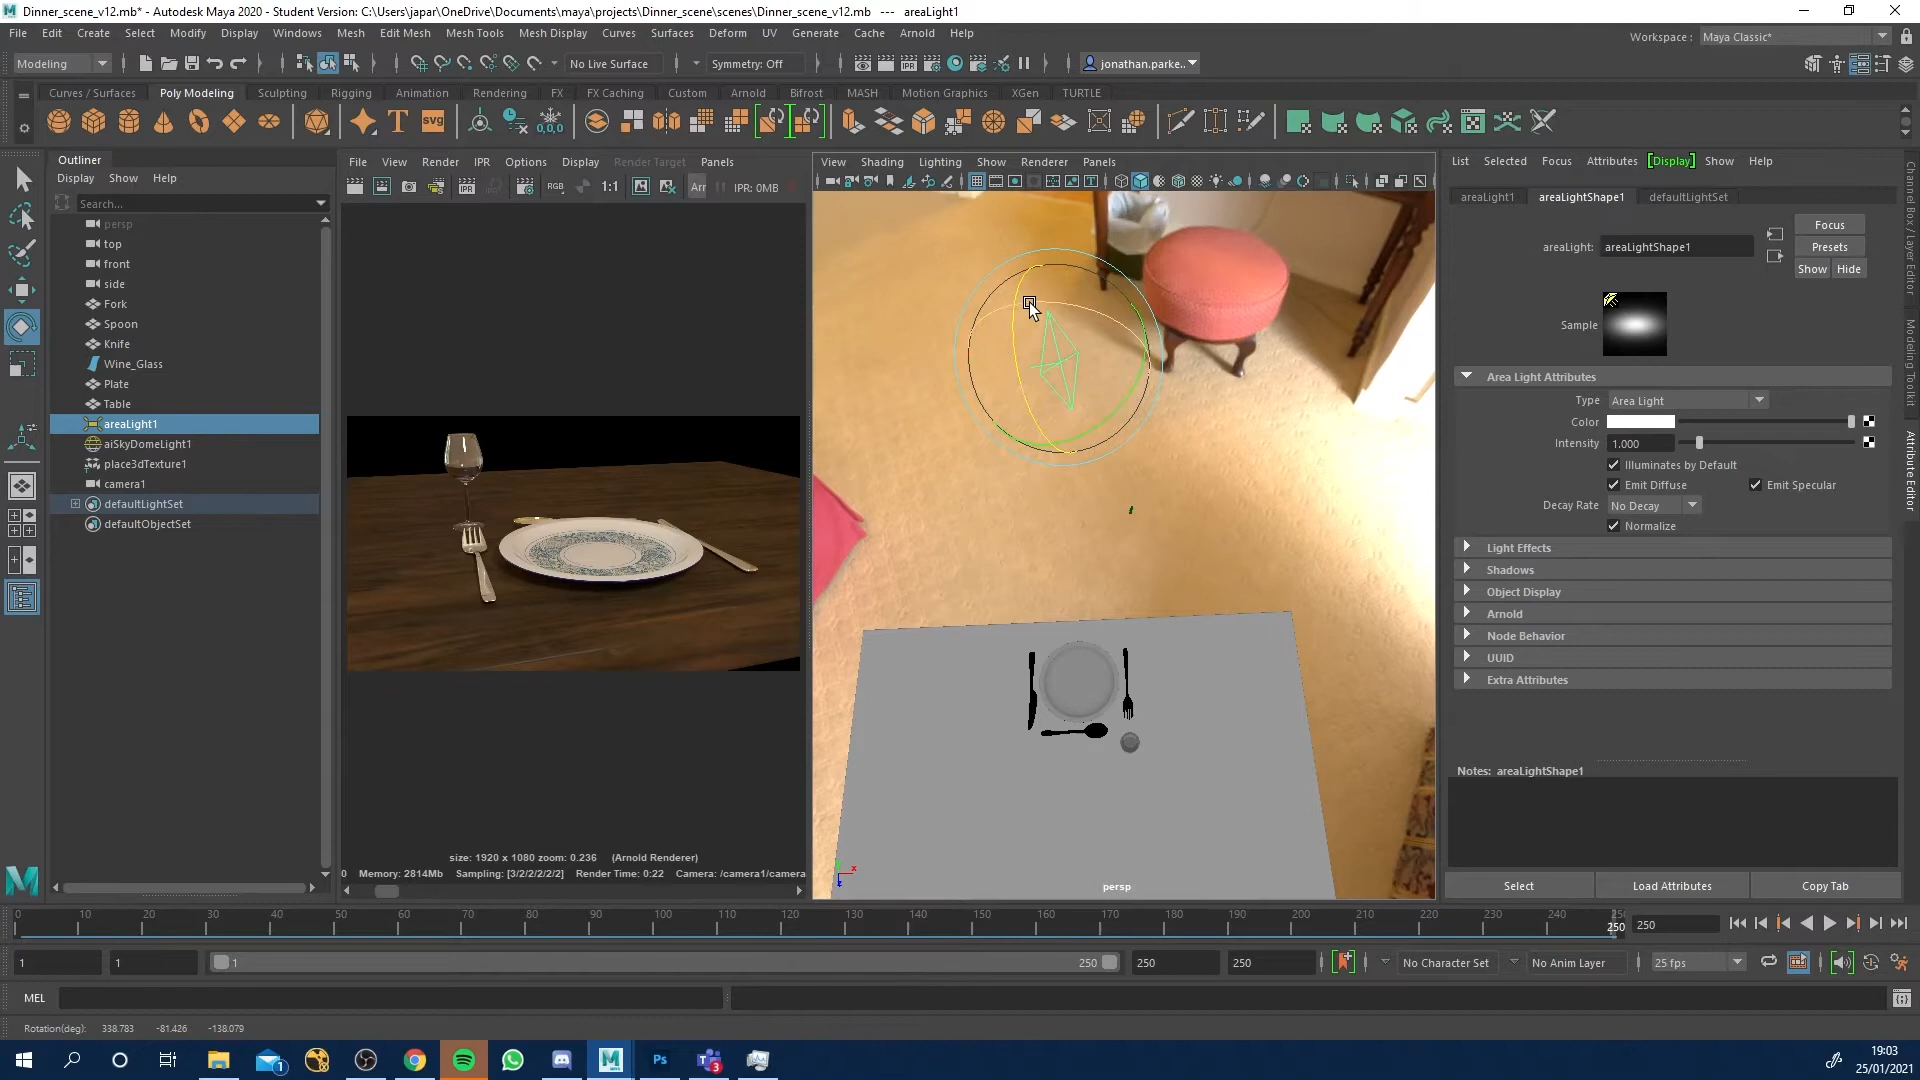 Dinner_scene_v12.mb* - Autodesk Maya 2020 - Student Version: C:\Users\japar\OneDrive\Documents\maya\projects\Dinner_scene\scenes\Dinner_scene_v12.mb --- areaLight1
File Edit Create Select Modify Display Windows Mesh Edit Mesh Mesh Tools Mesh Display Curves Surfaces Deform UV Generate Cache Arnold Help
Workspace : Maya Classic*
Modeling No Live Surface Symmetry: Off jonathan.parke..
Curves / Surfaces Poly Modeling Sculpting Rigging Animation Rendering FX FX Caching Custom Arnold Bifrost MASH Motion Graphics XGen TURTLE
T svg 0,0,0
Outliner
Display Show Help
Search...
persp
top
front
side
Fork
Spoon
Knife
Wine_Glass
Plate
Table
areaLight1
aiSkyDomeLight1
place3dTexture1
camera1
defaultLightSet
defaultObjectSet
File View Render IPR Options Display Render Target Panels
IPR RGB 1:1 Arr IPR: 0MB
size: 1920 x 1080 zoom: 0.236 (Arnold Renderer)
0 Memory: 2814Mb Sampling: [3/2/2/2/2/2] Render Time: 0:22 Camera: /camera1/camera
View Shading Lighting Show Renderer Panels
persp
List Selected Focus Attributes [Display] Show Help
areaLight1 areaLightShape1 defaultLightSet
Focus
areaLight: areaLightShape1
Presets
Show Hide
Sample
Area Light Attributes
Type Area Light
Color
Intensity 1.000
Illuminates by Default
Emit Diffuse Emit Specular
Decay Rate No Decay
Normalize
Light Effects
Shadows
Object Display
Arnold
Node Behavior
UUID
Extra Attributes
Notes: areaLightShape1
Select Load Attributes Copy Tab
Channel Box / Layer Editor
Modeling Toolkit
Attribute Editor
0 10 20 30 40 50 60 70 80 90 100 110 120 130 140 150 160 170 180 190 200 210 220 230 240
250 250
1 1 1 250 250 250 No Character Set No Anim Layer 25 fps
MEL
Rotation(deg): 338.783 -81.426 -138.079
19:03
25/01/2021